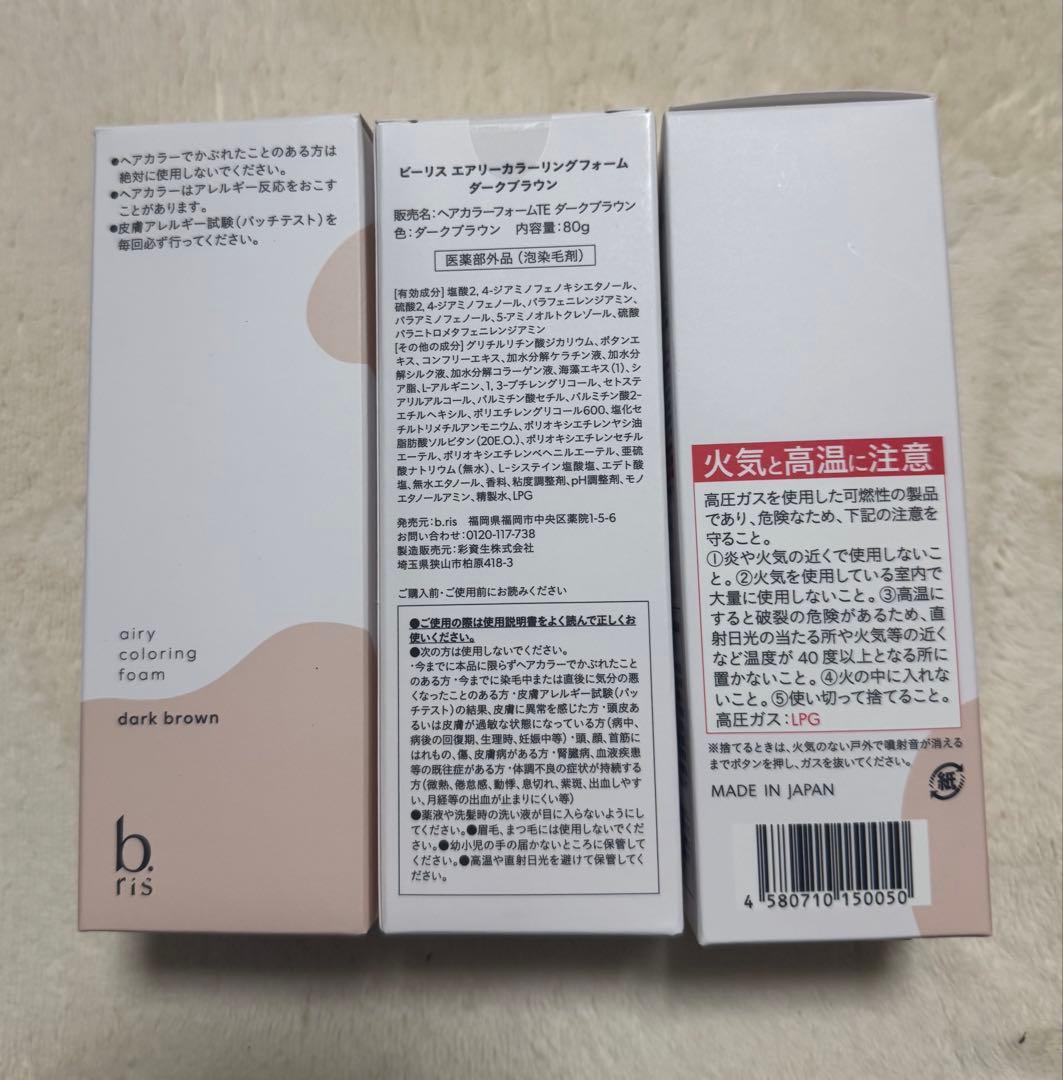 ●ヘアカラーでかぶれたことのある方は
絶対に使用しないでください。
●ヘアカラーはアレルギー反応をおこす
ことがあります。
●皮膚アレルギー試験(パッチテスト)を
毎回必ず行ってください。
airy
coloring
foam
dark brown
b.
ris
ビーリス エアリーカラーリングフォーム
ダークブラウン
販売名:ヘアカラーフォームTE ダークブラウン
色:ダークブラウン 内容量:80g
医薬部外品(泡染毛剤)
[有効成分]塩酸2, 4-ジアミノフェノキシエタノール、
硫酸2, 4-ジアミノフェノール、パラフェニレンジアミン、
パラアミノフェノール、5-アミノオルトクレゾール、硫酸
パラニトロメタフェニレンジアミン
[その他の成分]グリチルリチン酸ジカリウム、ボタンエ
キス、コンフリーエキス、加水分解ケラチン液、加水分
解シルク液、加水分解コラーゲン液、海藻エキス(1)、シ
ア脂、L-アルギニン、1, 3-ブチレングリコール、セトステ
アリルアルコール、パルミチン酸セチル、パルミチン酸2-
エチルヘキシル、ポリエチレングリコール600、塩化セ
チルトリメチルアンモニウム、ポリオキシエチレンヤシ油
脂肪酸ソルビタン(20E.O.)、ポリオキシエチレンセチル
エーテル、ポリオキシエチレンベヘニルエーテル、亜硫
酸ナトリウム(無水)、L-システイン塩酸塩、エデト酸
塩、無水エタノール、香料、粘度調整剤、pH調整剤、モノ
エタノールアミン、精製水、LPG
発売元:b.ris 福岡県福岡市中央区薬院1-5-6
お問い合わせ:0120-117-738
製造販売元:彩資生株式会社
埼玉県狭山市柏原418-3
ご購入前・ご使用前にお読みください
●ご使用の際は使用説明書をよく読んで正しくお
使いください。
●次の方は使用しないでください。
・今までに本品に限らずヘアカラーでかぶれたこと
のある方・今までに染毛中または直後に気分の悪
くなったことのある方・皮膚アレルギー試験(パッ
チテスト)の結果、皮膚に異常を感じた方・頭皮あ
るいは皮膚が過敏な状態になっている方(病中、
病後の回復期、生理時、妊娠中等)・頭、顔、首筋に
はれもの、傷、皮膚病がある方・腎臓病、血液疾患
等の既往症がある方・体調不良の症状が持続する
方(微熱、倦怠感、動悸、息切れ、紫斑、出血しやす
い、月経等の出血が止まりにくい等)
●薬液や洗髪時の洗い液が目に入らないようにし
てください。●眉毛、まつ毛には使用しないでくだ
さい。●幼小児の手の届かないところに保管して
ください。●高温や直射日光を避けて保管してく
ださい。
火気と高温に注意
高圧ガスを使用した可燃性の製品
であり、危険なため、下記の注意を
守ること。
①炎や火気の近くで使用しないこ
と。②火気を使用している室内で
大量に使用しないこと。③高温に
すると破裂の危険があるため、直
射日光の当たる所や火気等の近く
など温度が 40 度以上となる所に
置かないこと。④火の中に入れな
いこと。⑤使い切って捨てること。
高圧ガス:LPG
※捨てるときは、火気のない戸外で噴射音が消える
までボタンを押し、ガスを抜いてください。
MADE IN JAPAN
紙
4 580710 150050